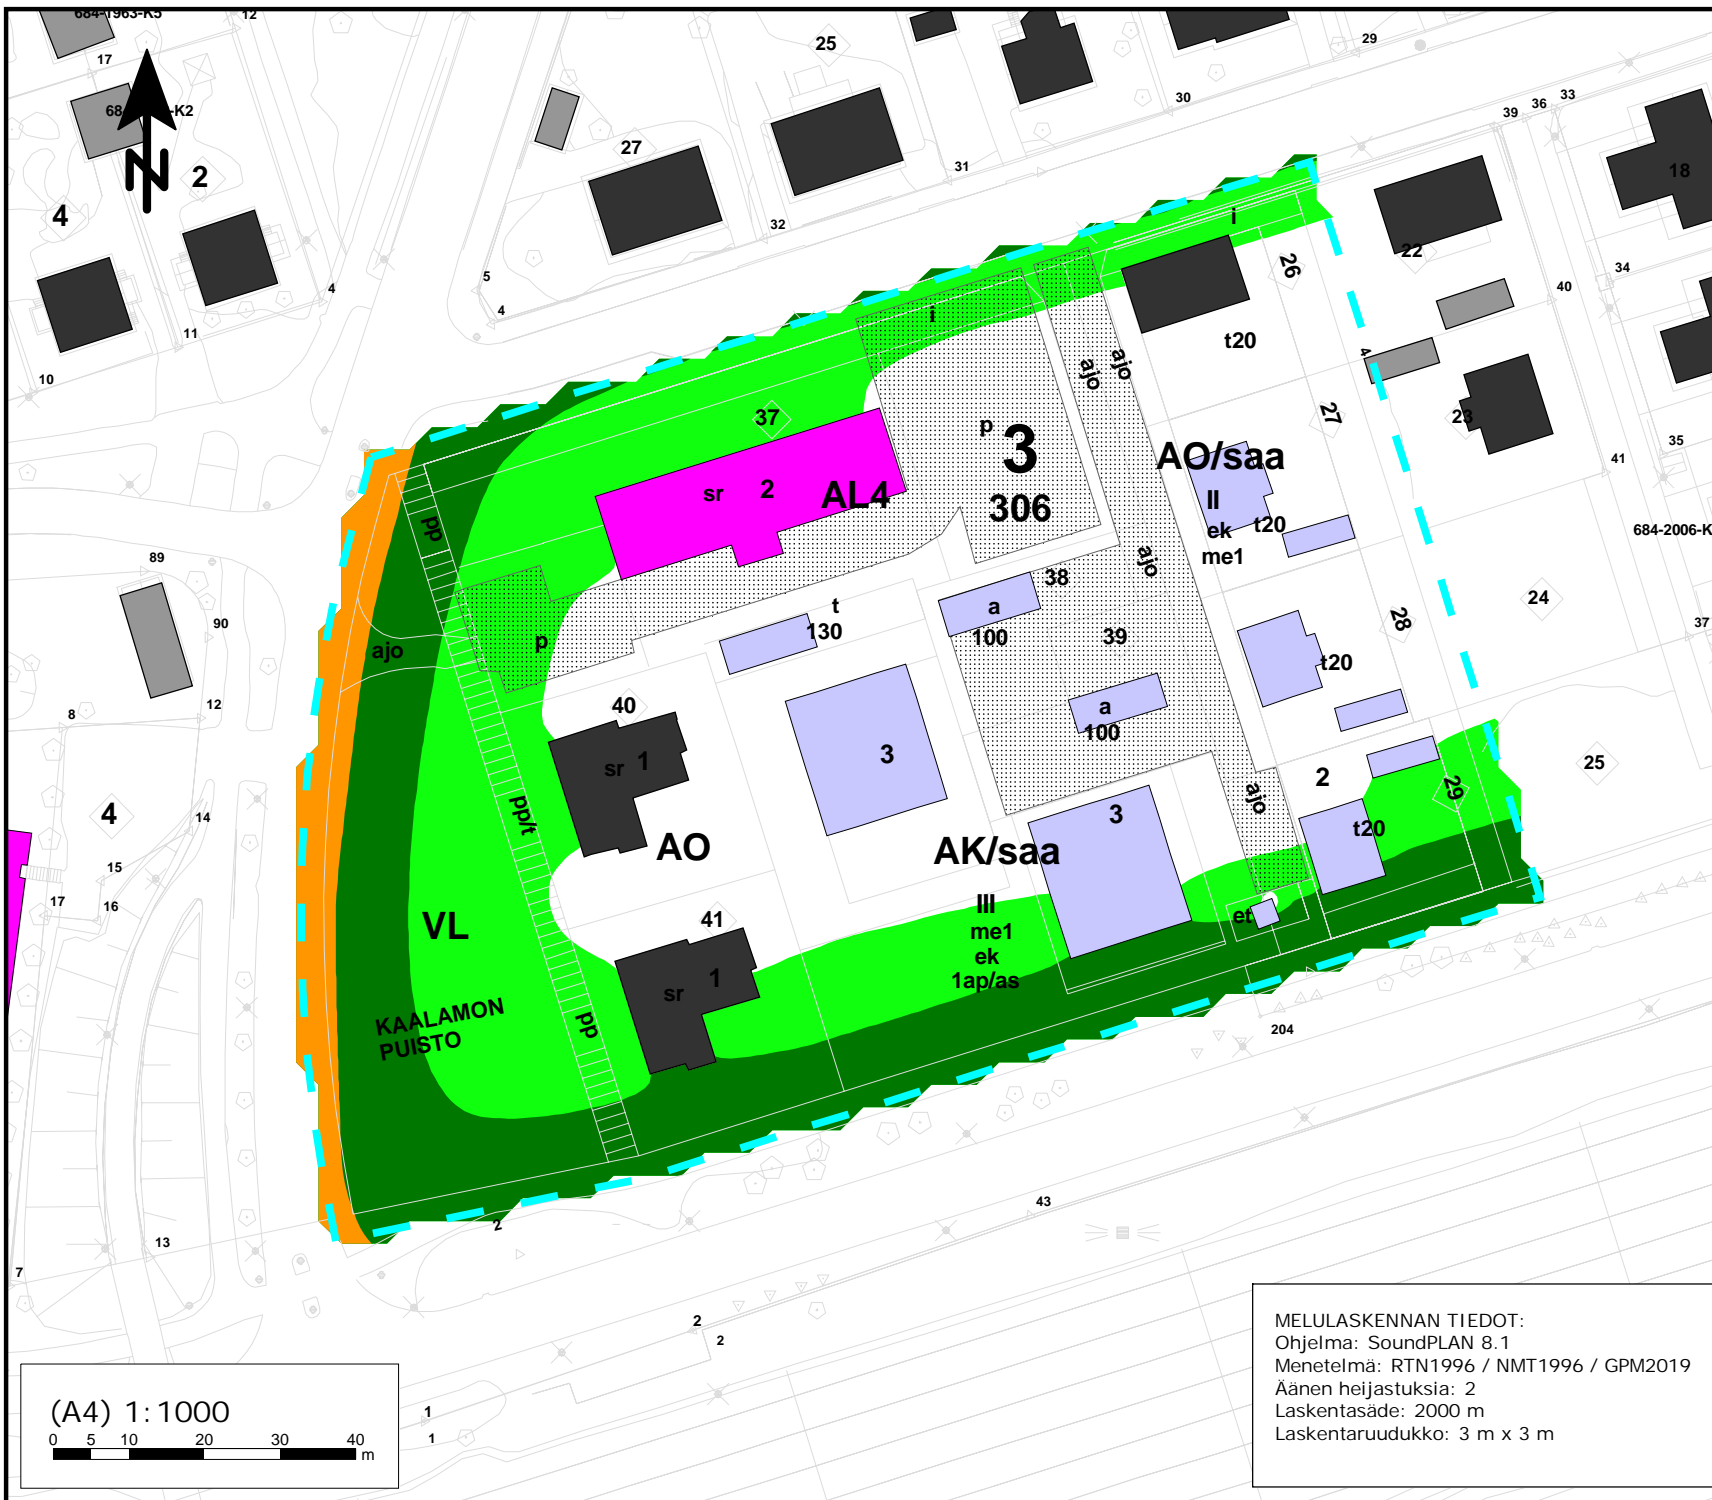 684-1963-K5
12
17
2
4
4
11
10
5
4
25
27
29
30
31
32
33
36
39
18
22
34
40
26
t20
i
i
27
4
23
35
41
684-2006-K
37
p
3
306
ajo
ajo
AO/saa
II
ek
me1
t20
sr
2
AL4
pp
89
90
ajo
p
t
130
38
a
100
39
ajo
24
28
t20
37
8
12
40
sr
1
3
a
100
2
25
29
ajo
3
t20
4
14
15
16
17
pp/t
AO
AK/saa
III
me1
ek
1ap/as
et
41
VL
sr
1
KAALAMON
PUISTO
pp
204
2
43
13
7
2
2
1
1
MELULASKENNAN TIEDOT:
Ohjelma: SoundPLAN 8.1
Menetelmä: RTN1996 / NMT1996 / GPM2019
Äänen heijastuksia: 2
Laskentasäde: 2000 m
Laskentaruudukko: 3 m x 3 m
(A4) 1:1000
0 5 10 20 30 40
m